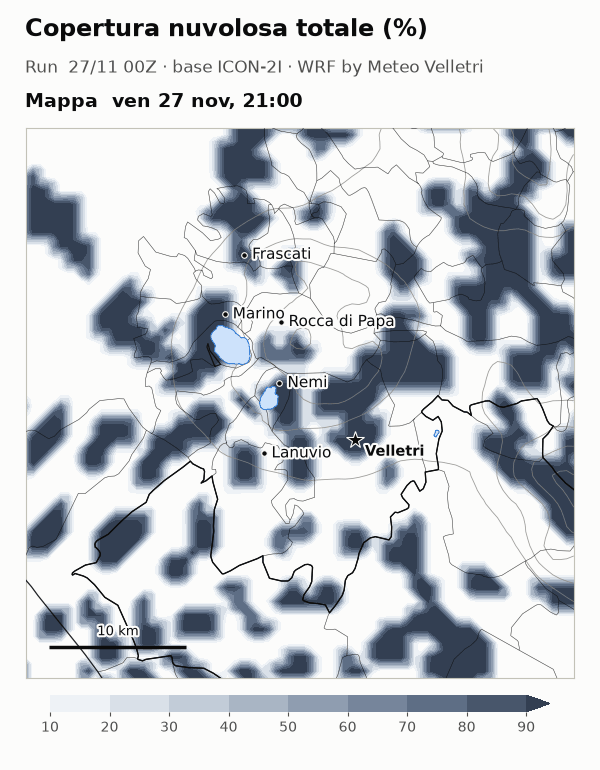 Copertura nuvolosa totale (%)
Run  27/11 00Z · base ICON-2I · WRF by Meteo Velletri
Mappa  ven 27 nov, 21:00
Frascati
Marino
Rocca di Papa
Nemi
Velletri
Lanuvio
10 km
10 20 30 40 50 60 70 80 90